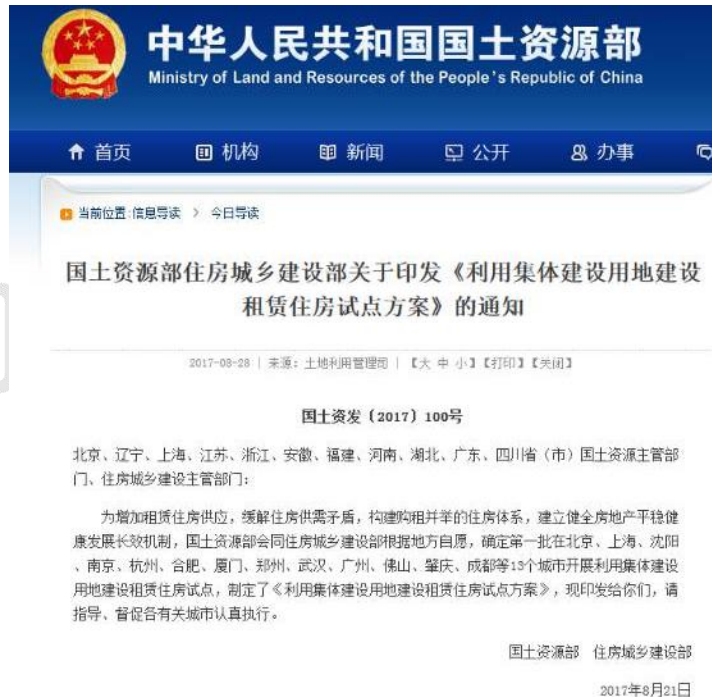 中华人民共和国国土资源部
Ministry of Land and Resources of the People's Republic of China
首页 机构 新闻 公开 办事
当前位置:信息导读 > 今日导读
国土资源部住房城乡建设部关于印发《利用集体建设用地建设
租赁住房试点方案》的通知
2017-08-28 | 来源:土地利用管理司 | 【大 中 小】【打印】【关闭】
国土资发〔2017〕100号
北京、辽宁、上海、江苏、浙江、安徽、福建、河南、湖北、广东、四川省(市)国土资源主管部
门、住房城乡建设主管部门:
为增加租赁住房供应,缓解住房供需矛盾,构建购租并举的住房体系,建立健全房地产平稳健
康发展长效机制,国土资源部会同住房城乡建设部根据地方自愿,确定第一批在北京、上海、沈阳
、南京、杭州、合肥、厦门、郑州、武汉、广州、佛山、肇庆、成都等13个城市开展利用集体建设
用地建设租赁住房试点,制定了《利用集体建设用地建设租赁住房试点方案》,现印发给你们,请
指导、督促各有关城市认真执行。
国土资源部 住房城乡建设部
2017年8月21日